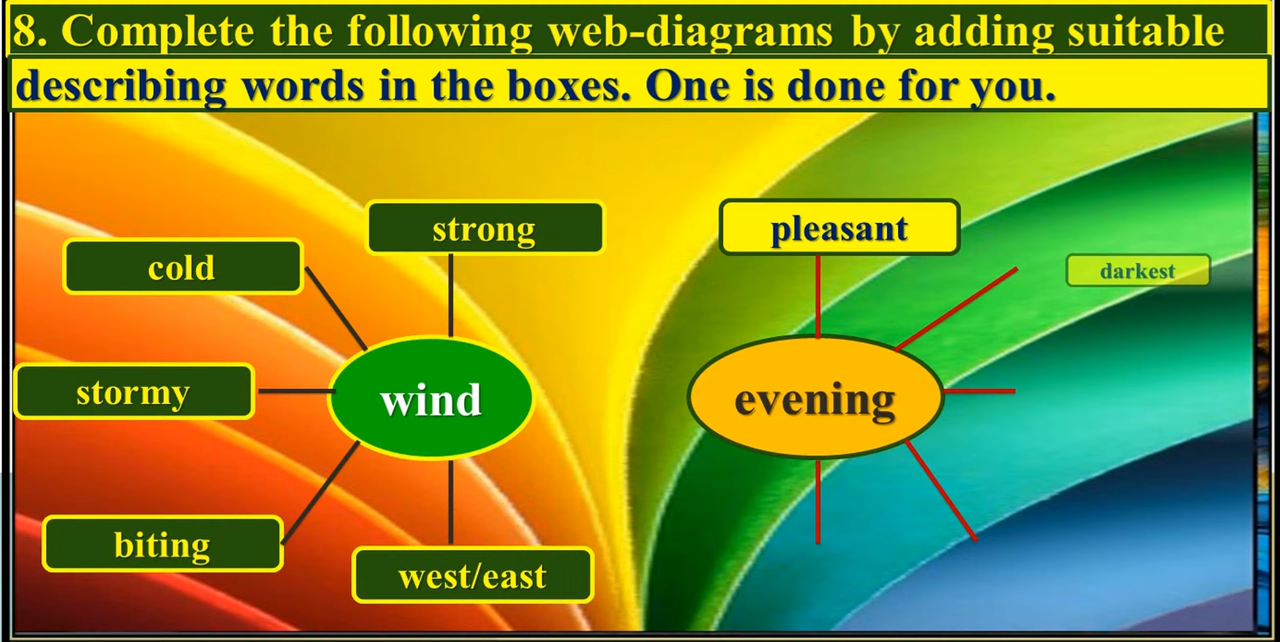 8. Complete the following web-diagrams by adding suitable
describing words in the boxes. One is done for you.
strong
cold
stormy
wind
biting
west/east
pleasant
darkest
evening